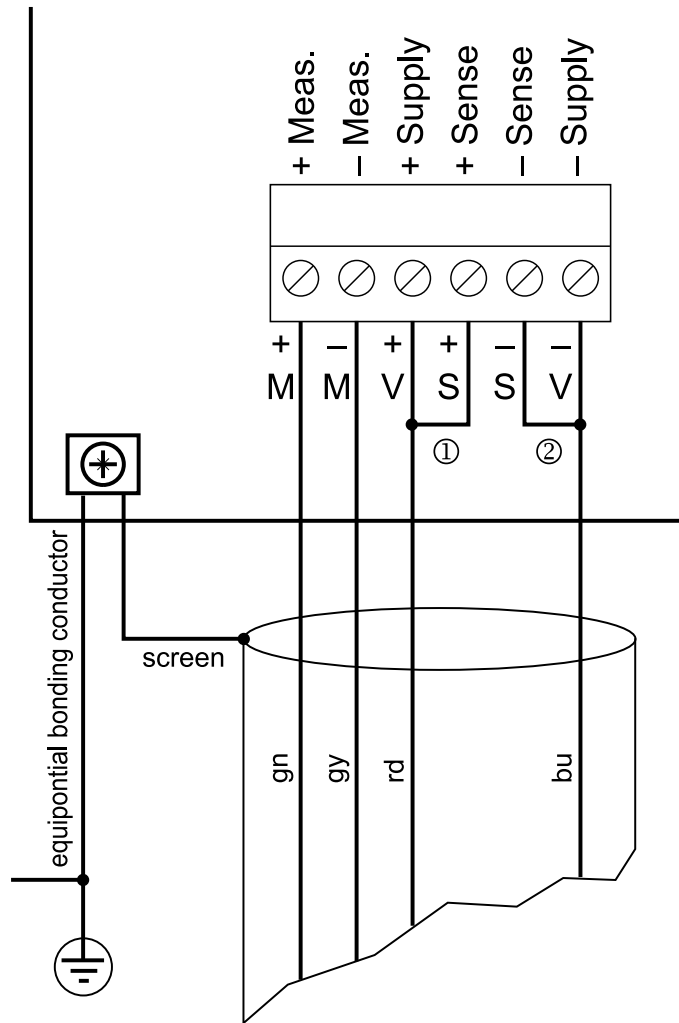 + Meas.
– Meas.
+ Supply
+ Sense
– Sense
– Supply
+ – + + – –
M M V S S V
① ②
equipontial bonding conductor
screen
gn gy rd bu